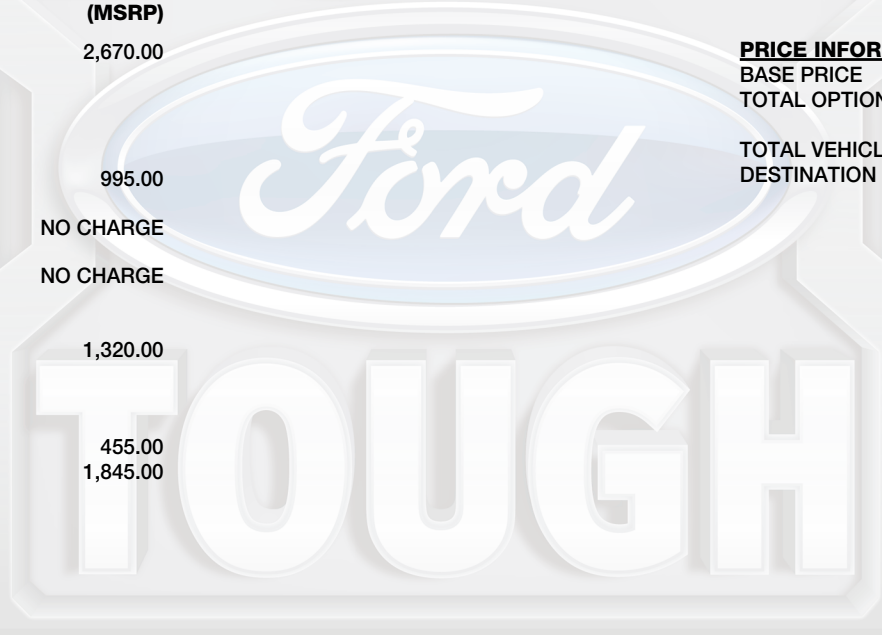 (MSRP)
2,670.00
995.00
NO CHARGE
NO CHARGE
1,320.00
455.00
1,845.00
PRICE INFOR
BASE PRICE
TOTAL OPTION
TOTAL VEHICL
DESTINATION
Ford
TOUGH